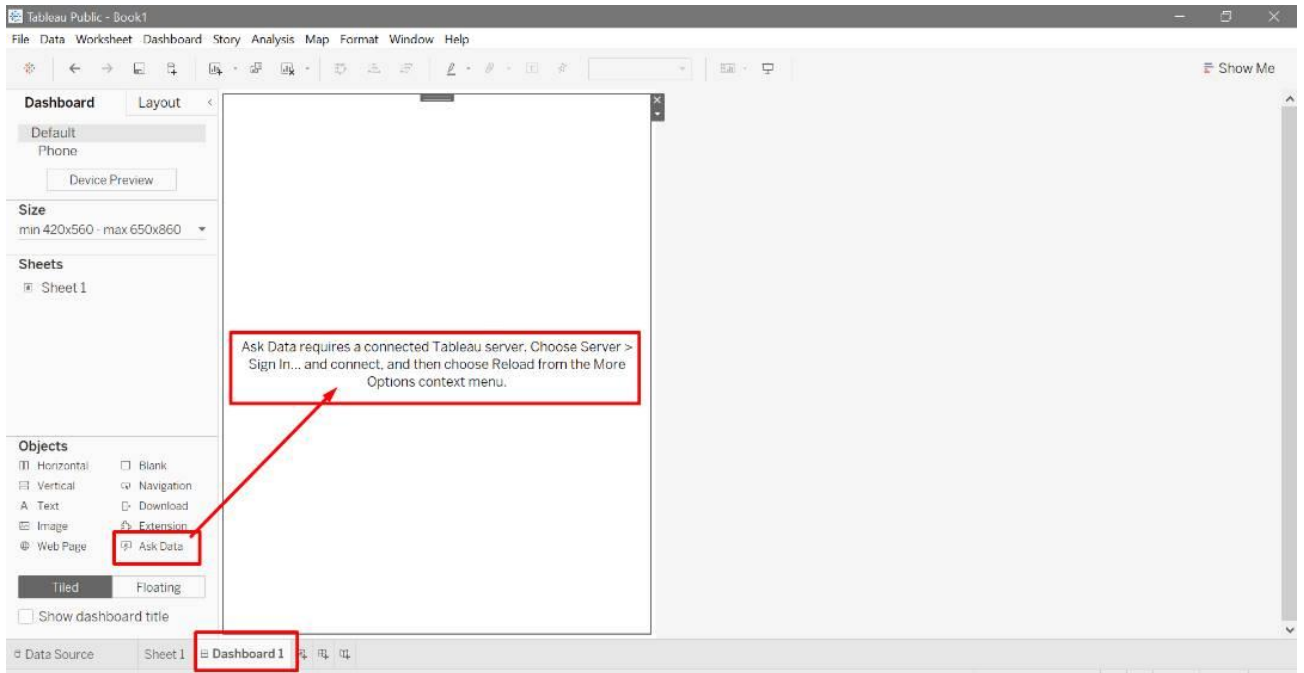 Tableau Public - Book1
File Data Worksheet Dashboard Story Analysis Map Format Window Help
Show Me
Dashboard Layout
Default
Phone
Device Preview
Size
min 420x560 - max 650x860
Sheets
Sheet 1
Ask Data requires a connected Tableau server. Choose Server >
Sign In... and connect, and then choose Reload from the More
Options context menu.
Objects
Horizontal Blank
Vertical Navigation
A Text Download
Image Extension
Web Page Ask Data
Tiled Floating
Show dashboard title
Data Source Sheet 1 Dashboard 1